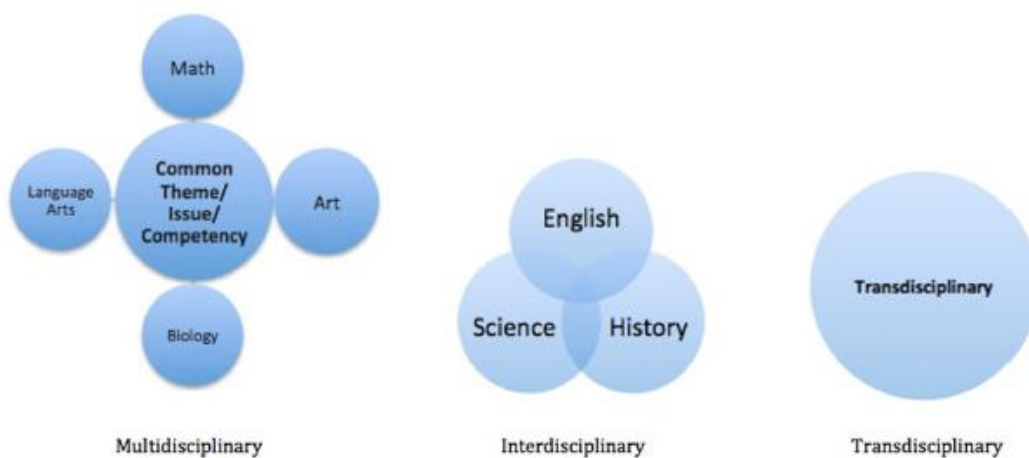 Math
Language
Arts
Common
Theme/
Issue/
Competency
Art
Biology
Multidisciplinary
English
Science
History
Interdisciplinary
Transdisciplinary
Transdisciplinary